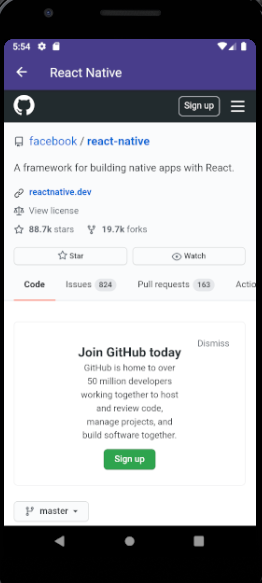 5:54
React Native
Sign up
facebook / react-native
A framework for building native apps with React.
reactnative.dev
View license
88.7k stars 19.7k forks
Star Watch
Code Issues 824 Pull requests 163 Actio
Dismiss
Join GitHub today
GitHub is home to over
50 million developers
working together to host
and review code,
manage projects, and
build software together.
Sign up
master